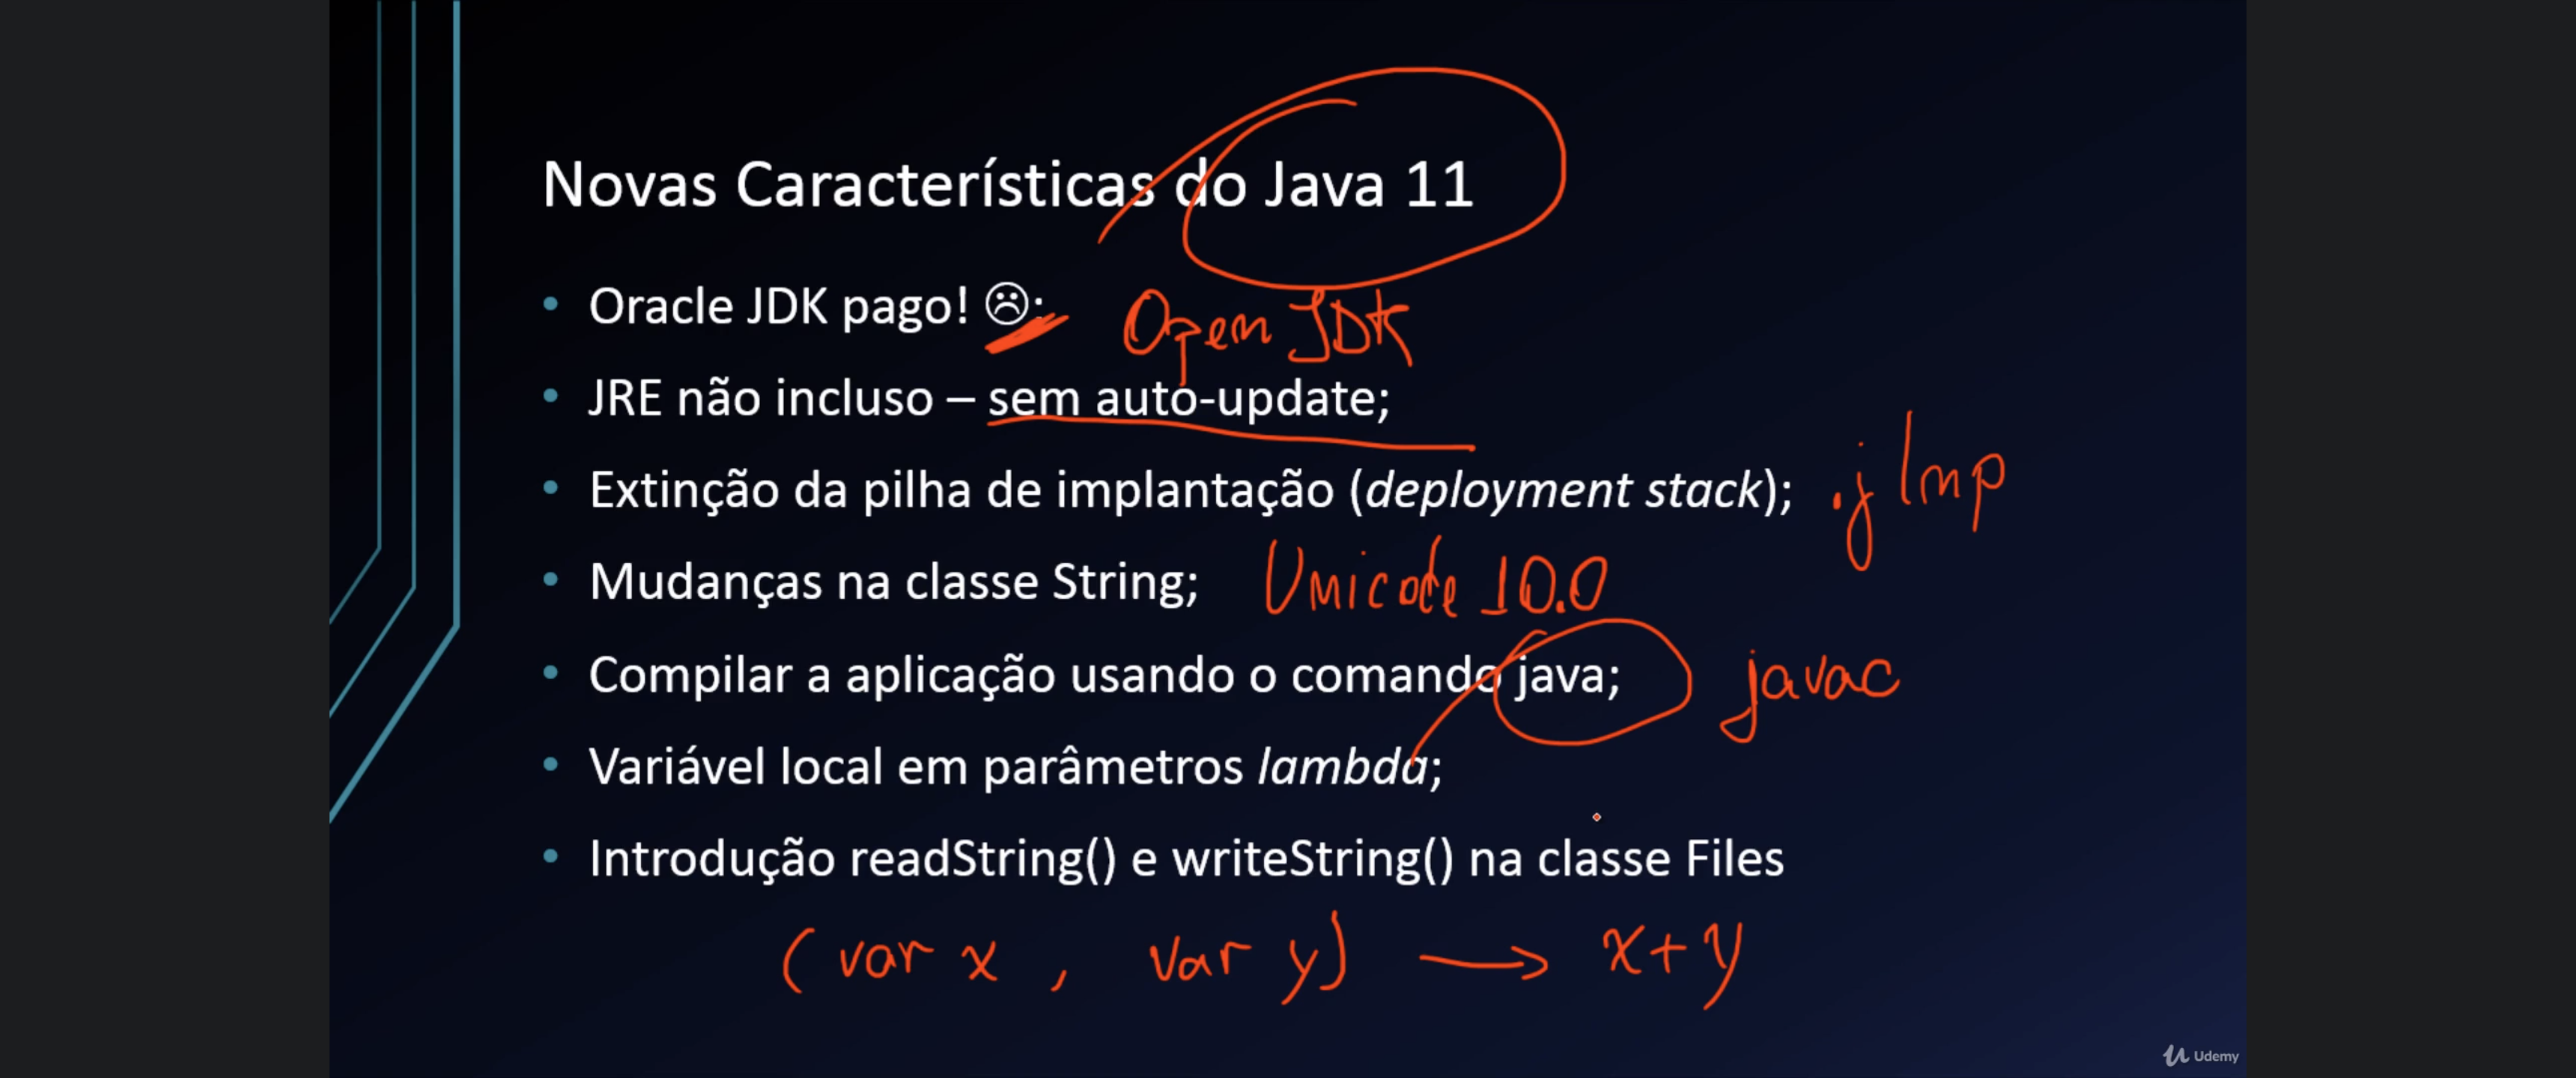 Novas Características do Java 11
• Oracle JDK pago! ☹; Open JDK
• JRE não incluso – sem auto-update;
• Extinção da pilha de implantação (deployment stack); .jlnp
• Mudanças na classe String; Unicode 10.0
• Compilar a aplicação usando o comando java; javac
• Variável local em parâmetros lambda;
• Introdução readString() e writeString() na classe Files
(var x , var y) → x+y
Udemy